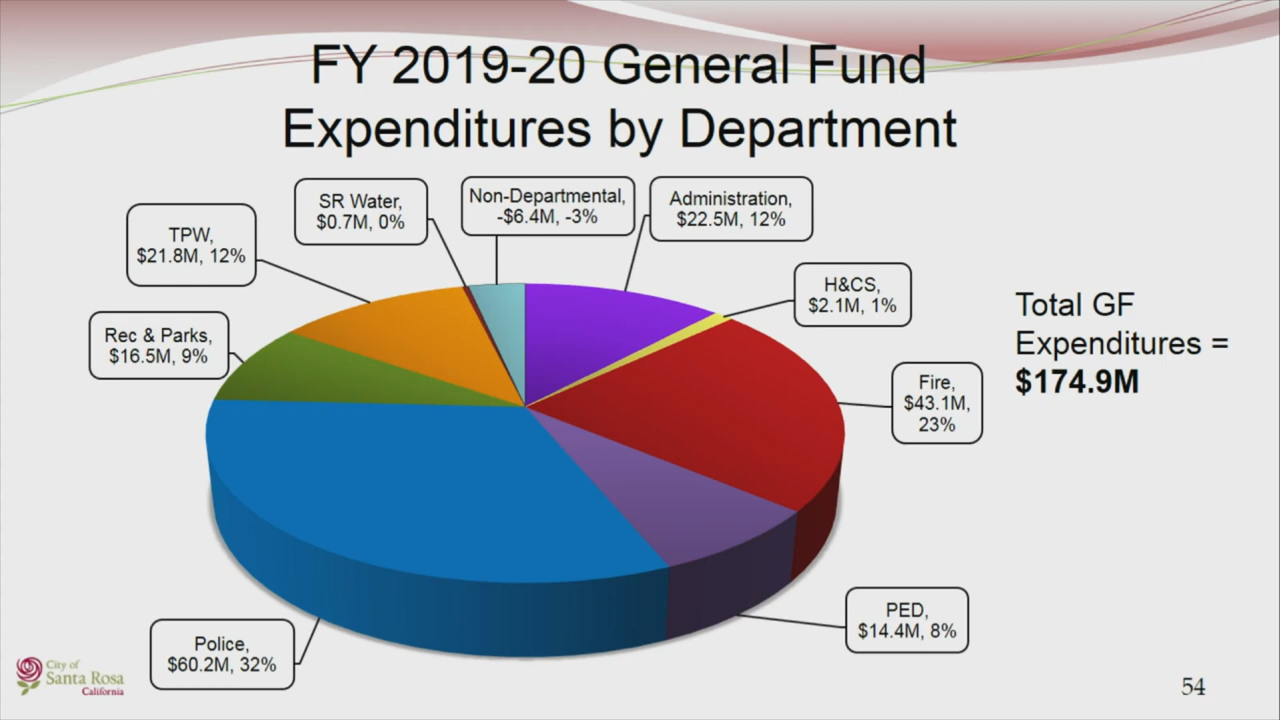 FY 2019-20 General Fund
Expenditures by Department
SR Water,
$0.7M, 0%
Non-Departmental,
-$6.4M, -3%
Administration,
$22.5M, 12%
TPW,
$21.8M, 12%
H&CS,
$2.1M, 1%
Total GF
Expenditures =
$174.9M
Rec & Parks,
$16.5M, 9%
Fire,
$43.1M,
23%
PED,
$14.4M, 8%
Police,
$60.2M, 32%
City of
Santa Rosa
California
54